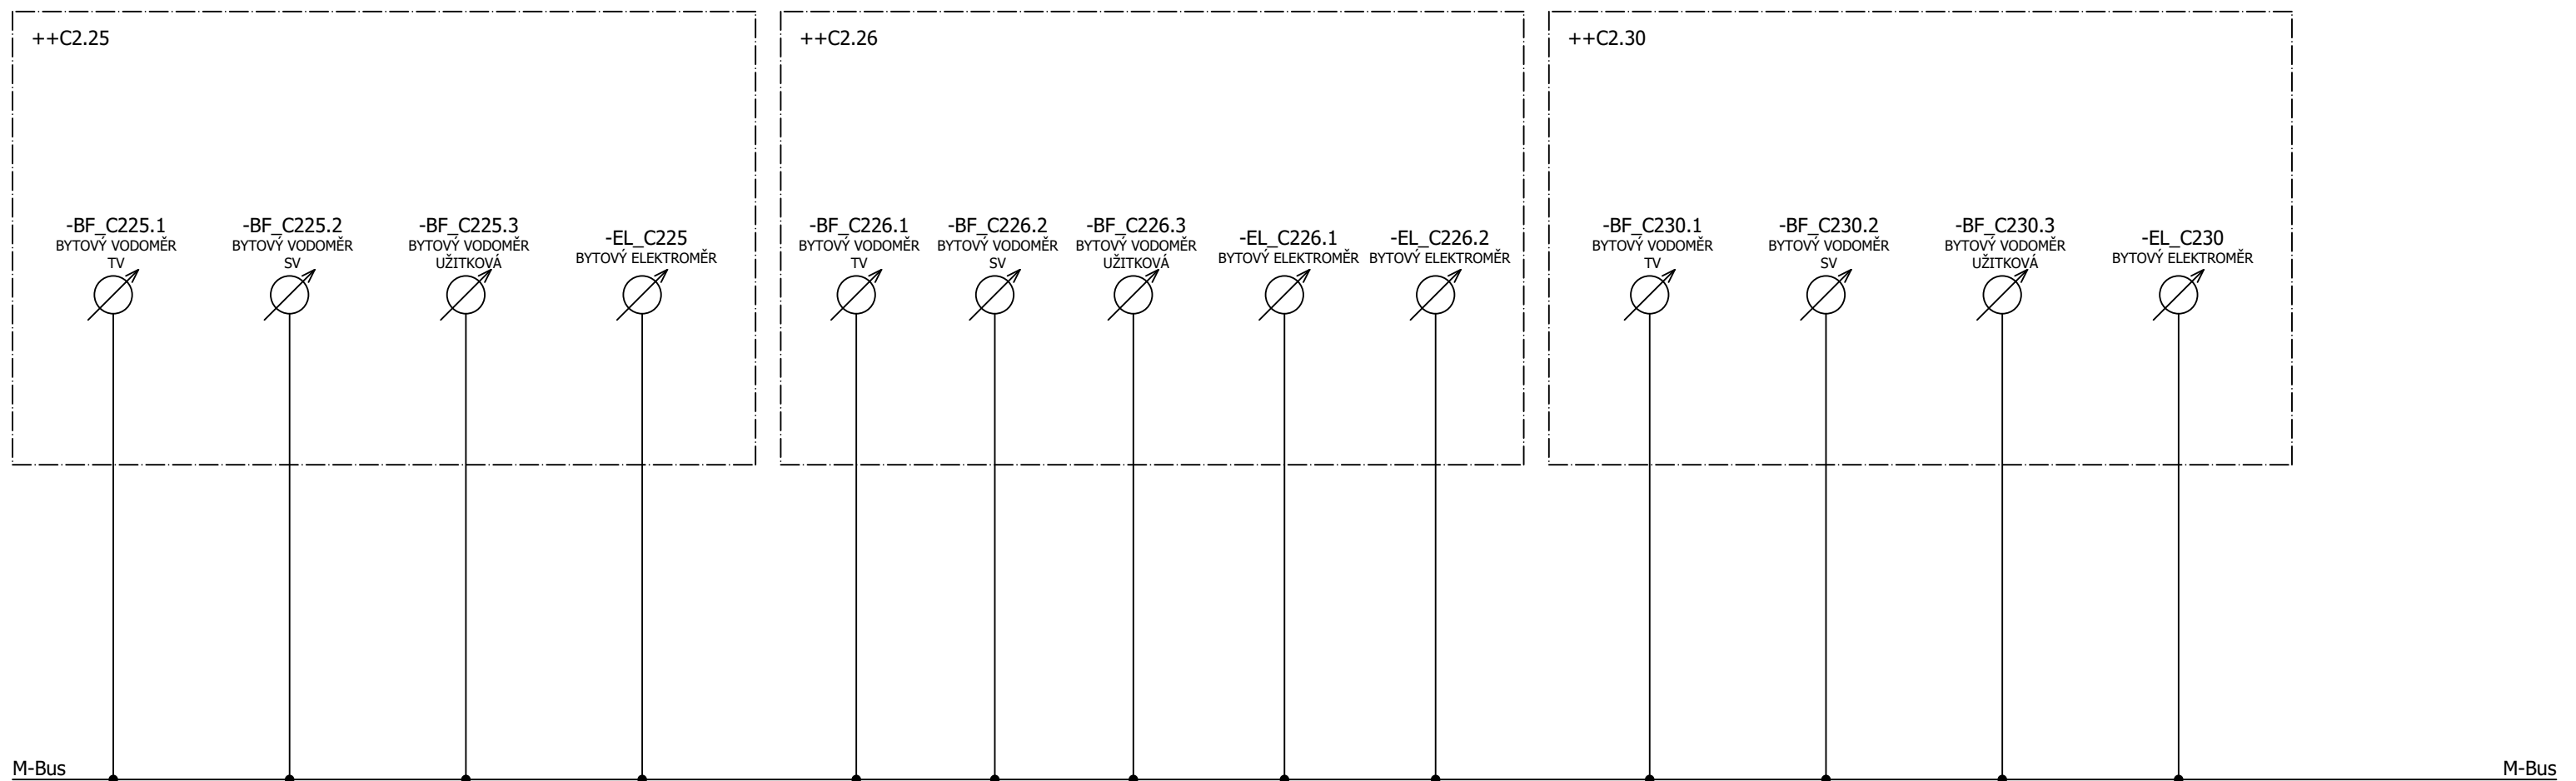 ++C2.25
-BF_C225.1
BYTOVÝ VODOMĚR
TV
-BF_C225.2
BYTOVÝ VODOMĚR
SV
-BF_C225.3
BYTOVÝ VODOMĚR
UŽITKOVÁ
-EL_C225
BYTOVÝ ELEKTROMĚR
++C2.26
-BF_C226.1
BYTOVÝ VODOMĚR
TV
-BF_C226.2
BYTOVÝ VODOMĚR
SV
-BF_C226.3
BYTOVÝ VODOMĚR
UŽITKOVÁ
-EL_C226.1
BYTOVÝ ELEKTROMĚR
-EL_C226.2
BYTOVÝ ELEKTROMĚR
++C2.30
-BF_C230.1
BYTOVÝ VODOMĚR
TV
-BF_C230.2
BYTOVÝ VODOMĚR
SV
-BF_C230.3
BYTOVÝ VODOMĚR
UŽITKOVÁ
-EL_C230
BYTOVÝ ELEKTROMĚR
M-Bus
M-Bus